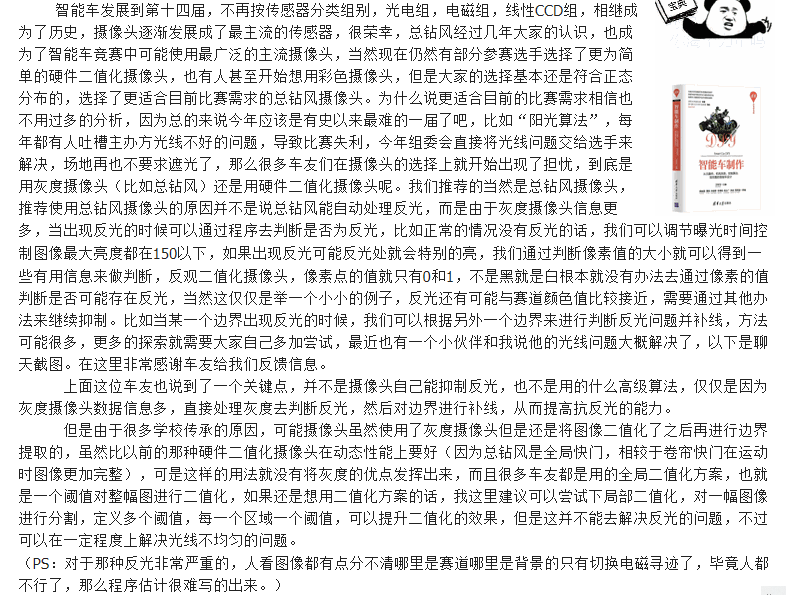 智能车发展到第十四届，不再按传感器分类组别，光电组，电磁组，线性CCD组，相继成
为了历史，摄像头逐渐发展成了最主流的传感器，很荣幸，总钻风经过几年大家的认识，也成
为了智能车竞赛中可能使用最广泛的主流摄像头，当然现在仍然有部分参赛选手选择了更为简
单的硬件二值化摄像头，也有人甚至开始想用彩色摄像头，但是大家的选择基本还是符合正态
分布的，选择了更适合目前比赛需求的总钻风摄像头。为什么说更适合目前的比赛需求相信也
不用过多的分析，因为总的来说今年应该是有史以来最难的一届了吧，比如“阳光算法”，每
年都有人吐槽主办方光线不好的问题，导致比赛失利，今年组委会直接将光线问题交给选手来
解决，场地再也不要求遮光了，那么很多车友们在摄像头的选择上就开始出现了担忧，到底是
用灰度摄像头（比如总钻风）还是用硬件二值化摄像头呢。我们推荐的当然是总钻风摄像头，
推荐使用总钻风摄像头的原因并不是说总钻风能自动处理反光，而是由于灰度摄像头信息更
多，当出现反光的时候可以通过程序去判断是否为反光，比如正常的情况没有反光的话，我们可以调节曝光时间控
制图像最大亮度都在150以下，如果出现反光可能反光处就会特别的亮，我们通过判断像素值的大小就可以得到一
些有用信息来做判断，反观二值化摄像头，像素点的值就只有0和1，不是黑就是白根本就没有办法去通过像素的值
判断是否可能存在反光，当然这仅仅是举一个小小的例子，反光还有可能与赛道颜色值比较接近，需要通过其他办
法来继续抑制。比如当某一个边界出现反光的时候，我们可以根据另外一个边界来进行判断反光问题并补线，方法
可能很多，更多的探索就需要大家自己多加尝试，最近也有一个小伙伴和我说他的光线问题大概解决了，以下是聊
天截图。在这里非常感谢车友给我们反馈信息。
上面这位车友也说到了一个关键点，并不是摄像头自己能抑制反光，也不是用的什么高级算法，仅仅是因为
灰度摄像头数据信息多，直接处理灰度去判断反光，然后对边界进行补线，从而提高抗反光的能力。
但是由于很多学校传承的原因，可能摄像头虽然使用了灰度摄像头但是还是将图像二值化了之后再进行边界
提取的，虽然比以前的那种硬件二值化摄像头在动态性能上要好（因为总钻风是全局快门，相较于卷帘快门在运动
时图像更加完整），可是这样的用法就没有将灰度的优点发挥出来，而且很多车友都是用的全局二值化方案，也就
是一个阈值对整幅图进行二值化，如果还是想用二值化方案的话，我这里建议可以尝试下局部二值化，对一幅图像
进行分割，定义多个阈值，每一个区域一个阈值，可以提升二值化的效果，但是这并不能去解决反光的问题，不过
可以在一定程度上解决光线不均匀的问题。
（PS：对于那种反光非常严重的，人看图像都有点分不清哪里是赛道哪里是背景的只有切换电磁寻迹了，毕竟人都
不行了，那么程序估计很难写的出来。）
宝典
DIY
智能车制作
清华大学出版社